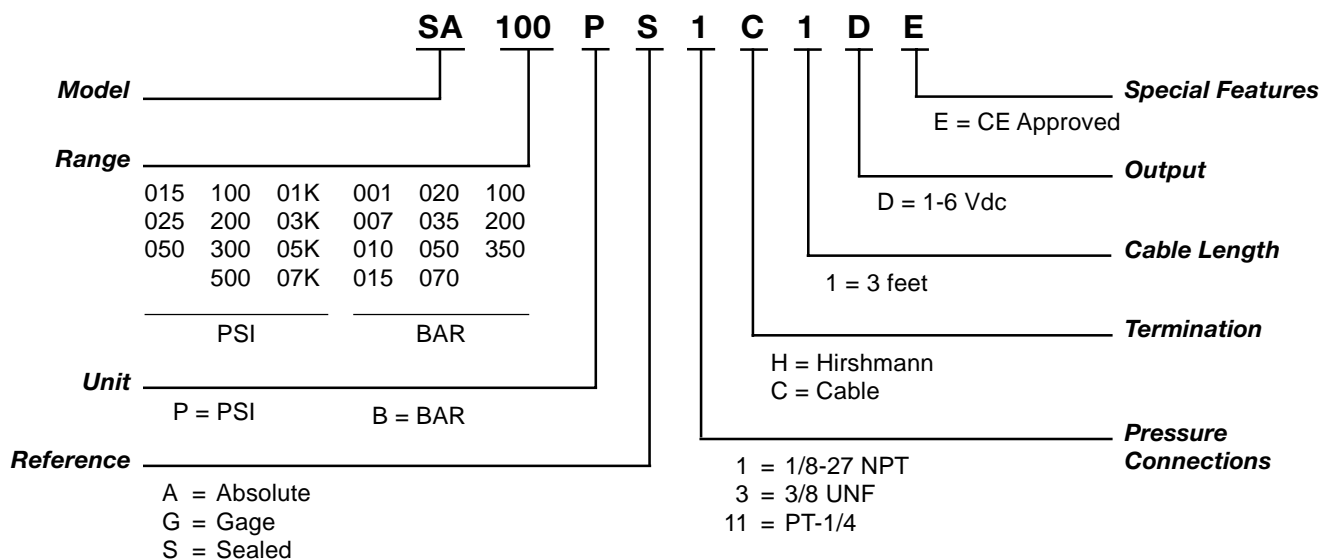 SA 100 P S 1 C 1 D E
Model
Special Features
E = CE Approved
Range
015 100 01K 001 020 100
025 200 03K 007 035 200
050 300 05K 010 050 350
500 07K 015 070
PSI BAR
Output
D = 1-6 Vdc
Cable Length
1 = 3 feet
Termination
H = Hirshmann
C = Cable
Unit
P = PSI B = BAR
Pressure
Connections
1 = 1/8-27 NPT
3 = 3/8 UNF
11 = PT-1/4
Reference
A = Absolute
G = Gage
S = Sealed